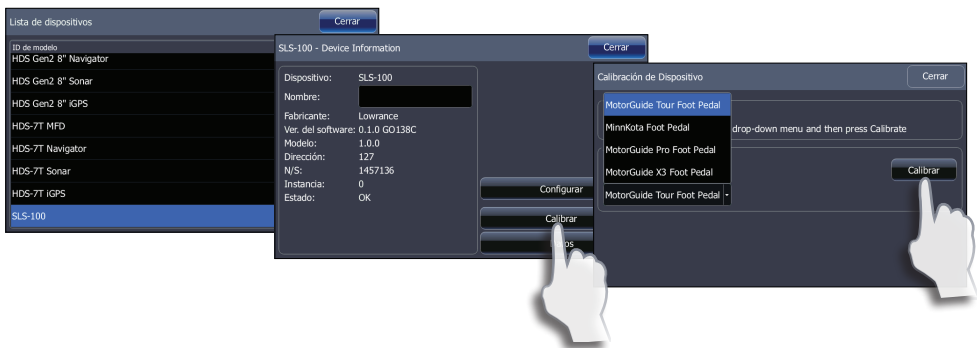 Lista de dispositivos
Cerrar
ID de modelo
HDS Gen2 8" Navigator
HDS Gen2 8" Sonar
HDS Gen2 8" iGPS
HDS-7T MFD
HDS-7T Navigator
HDS-7T Sonar
HDS-7T iGPS
SLS-100
SLS-100 - Device Information
Cerrar
Dispositivo: SLS-100
Nombre:
Fabricante: Lowrance
Ver. del software: 0.1.0 GO138C
Modelo: 1.0.0
Dirección: 127
N/S: 1457136
Instancia: 0
Estado: OK
Configurar
Calibrar
Calibración de Dispositivo
Cerrar
MotorGuide Tour Foot Pedal
MinnKota Foot Pedal
drop-down menu and then press Calibrate
MotorGuide Pro Foot Pedal
MotorGuide X3 Foot Pedal
MotorGuide Tour Foot Pedal
Calibrar